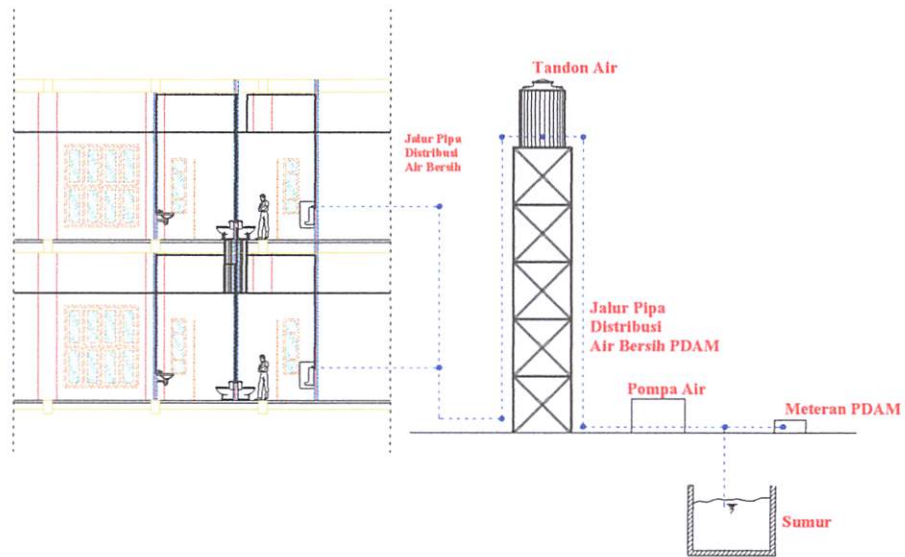 Tandon Air
Jalur Pipa
Distribusi
Air Bersih
Jalur Pipa
Distribusi
Air Bersih PDAM
Pompa Air
Meteran PDAM
Sumur